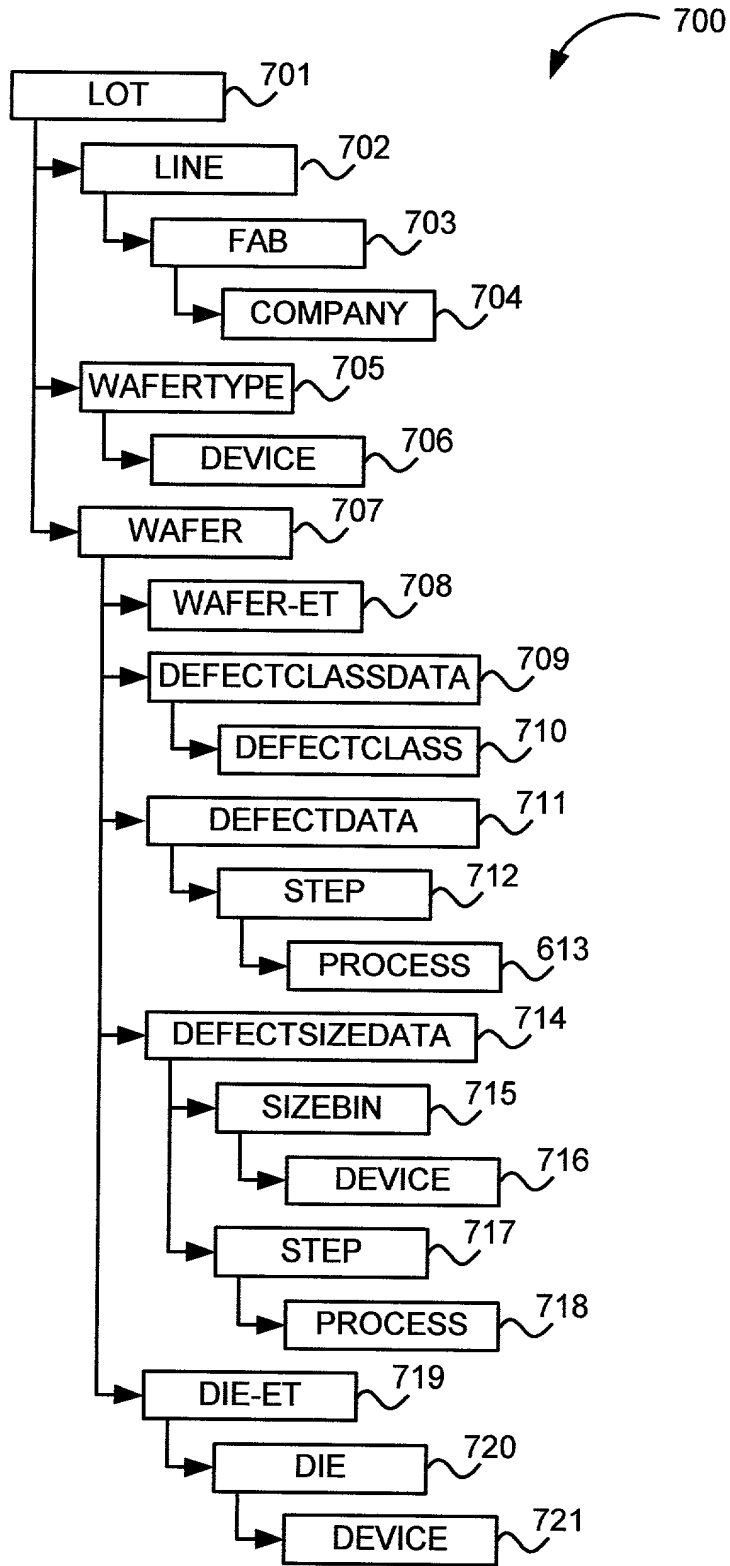 700
LOT 701
LINE 702
FAB 703
COMPANY 704
WAFERTYPE 705
DEVICE 706
WAFER 707
WAFER-ET 708
DEFECTCLASSDATA 709
DEFECTCLASS 710
DEFECTDATA 711
STEP 712
PROCESS 613
DEFECTSIZEDATA 714
SIZEBIN 715
DEVICE 716
STEP 717
PROCESS 718
DIE-ET 719
DIE 720
DEVICE 721